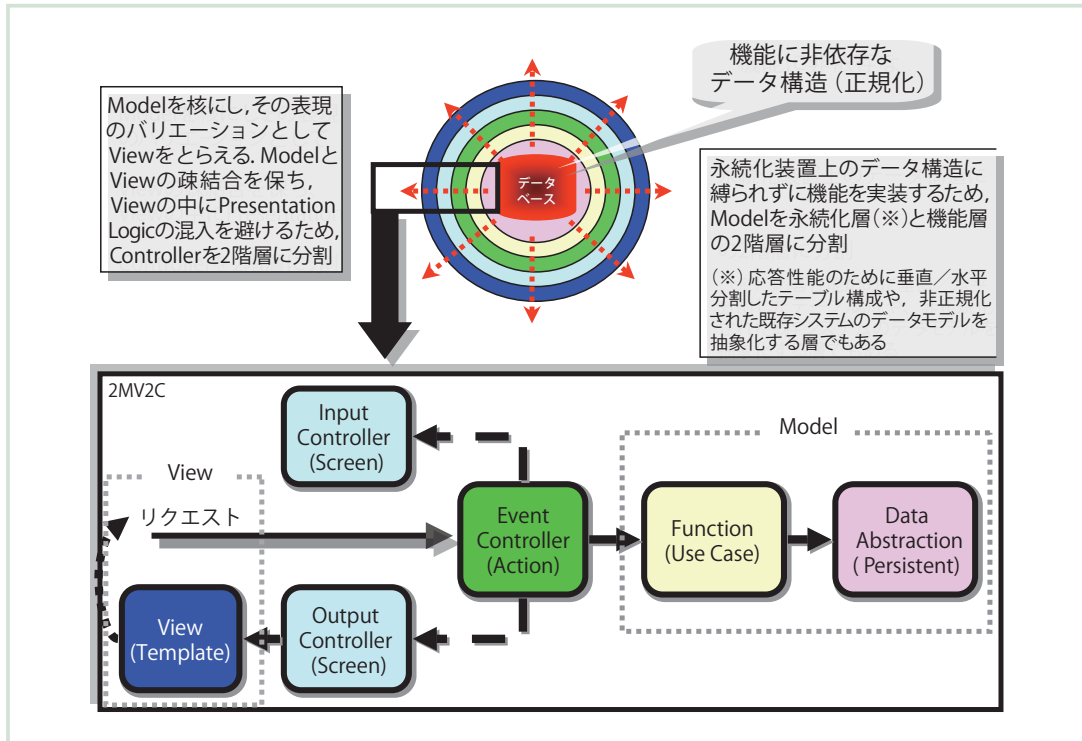 機能に非依存な
データ構造（正規化）
Modelを核にし，その表現
のバリエーションとして
Viewをとらえる．Modelと
Viewの疎結合を保ち，
Viewの中にPresentation
Logicの混入を避けるため，
Controllerを2階層に分割
データ
ベース
永続化装置上のデータ構造に
縛られずに機能を実装するため，
Modelを永続化層（※）と機能層
の2階層に分割
（※）応答性能のために垂直／水平
分割したテーブル構成や，非正規化
された既存システムのデータモデルを
抽象化する層でもある
2MV2C
Input
Controller
(Screen)
Model
View
リクエスト
Event
Controller
(Action)
Function
(Use Case)
Data
Abstraction
( Persistent)
View
(Template)
Output
Controller
(Screen)